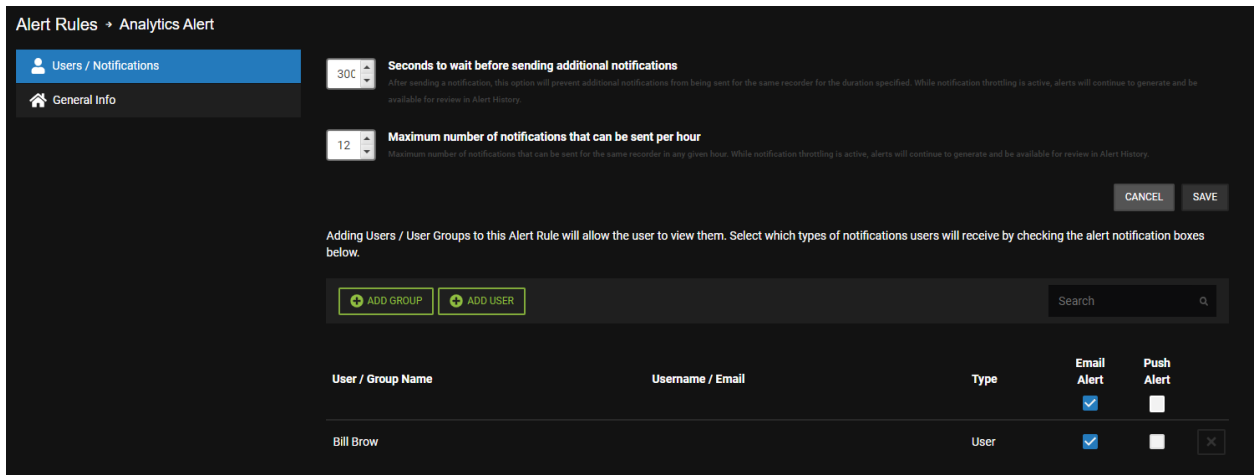 Alert Rules → Analytics Alert
Users / Notifications
General Info
300 Seconds to wait before sending additional notifications
After sending a notification, this option will prevent additional notifications from being sent for the same recorder for the duration specified. While notification throttling is active, alerts will continue to generate and be
available for review in Alert History.
12 Maximum number of notifications that can be sent per hour
Maximum number of notifications that can be sent for the same recorder in any given hour. While notification throttling is active, alerts will continue to generate and be available for review in Alert History.
CANCEL SAVE
Adding Users / User Groups to this Alert Rule will allow the user to view them. Select which types of notifications users will receive by checking the alert notification boxes
below.
ADD GROUP ADD USER Search
User / Group Name Username / Email Type Email Alert Push Alert
Bill Brow User